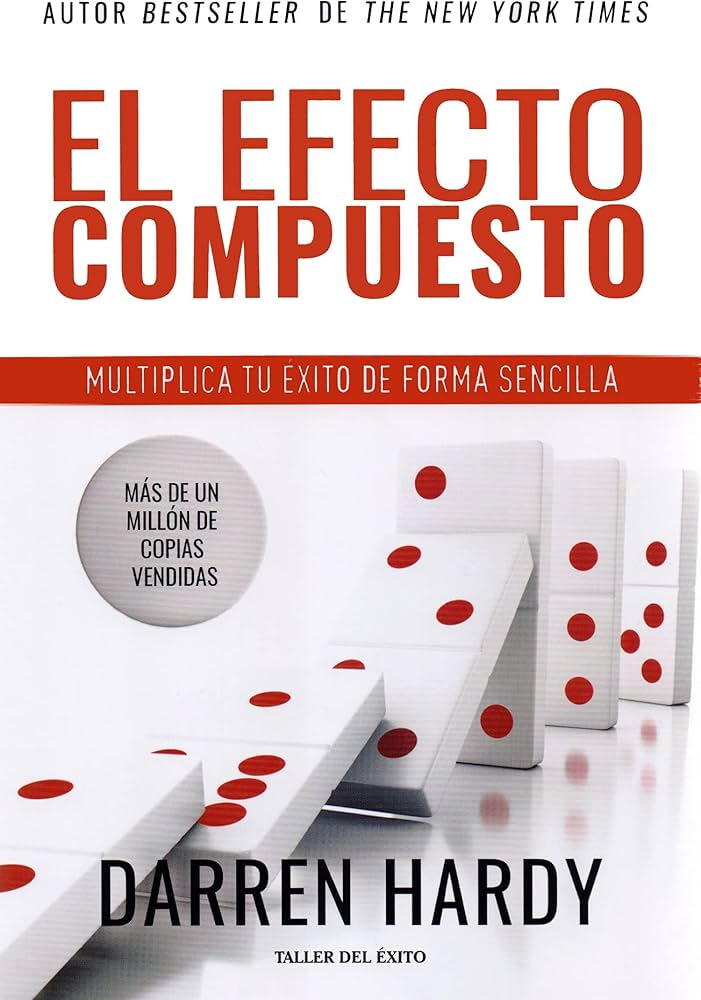 AUTOR BESTSELLER DE THE NEW YORK TIMES
EL EFECTO
COMPUESTO
MULTIPLICA TU ÉXITO DE FORMA SENCILLA
MÁS DE UN
MILLÓN DE
COPIAS
VENDIDAS
DARREN HARDY
TALLER DEL ÉXITO